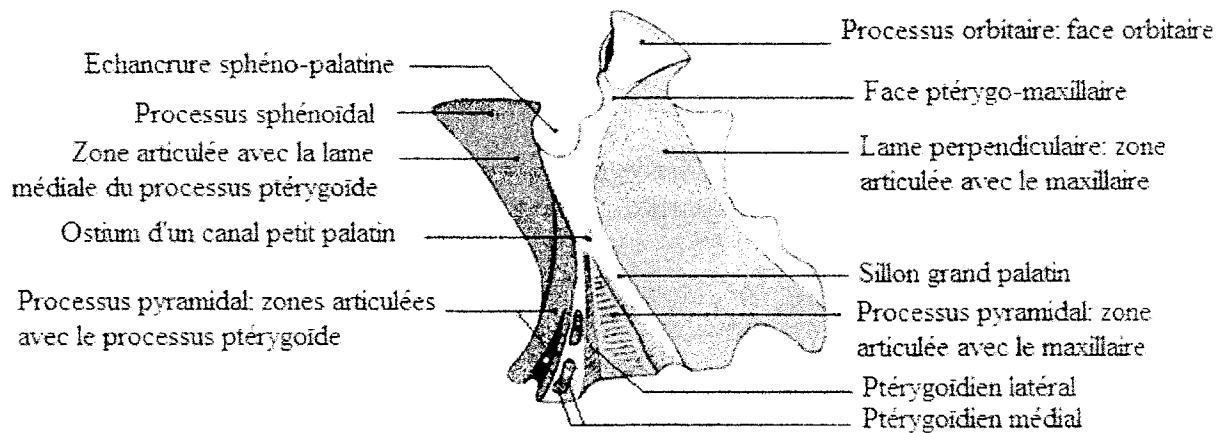 Echancrure sphéno-palatine
Processus sphénoïdal
Zone articulée avec la lame
médiale du processus ptérygoïde
Ostium d'un canal petit palatin
Processus pyramidal: zones articulées
avec le processus ptérygoïde
Processus orbitaire: face orbitaire
Face ptérygo-maxillaire
Lame perpendiculaire: zone
articulée avec le maxillaire
Sillon grand palatin
Processus pyramidal: zone
articulée avec le maxillaire
Ptérygoïdien latéral
Ptérygoïdien médial